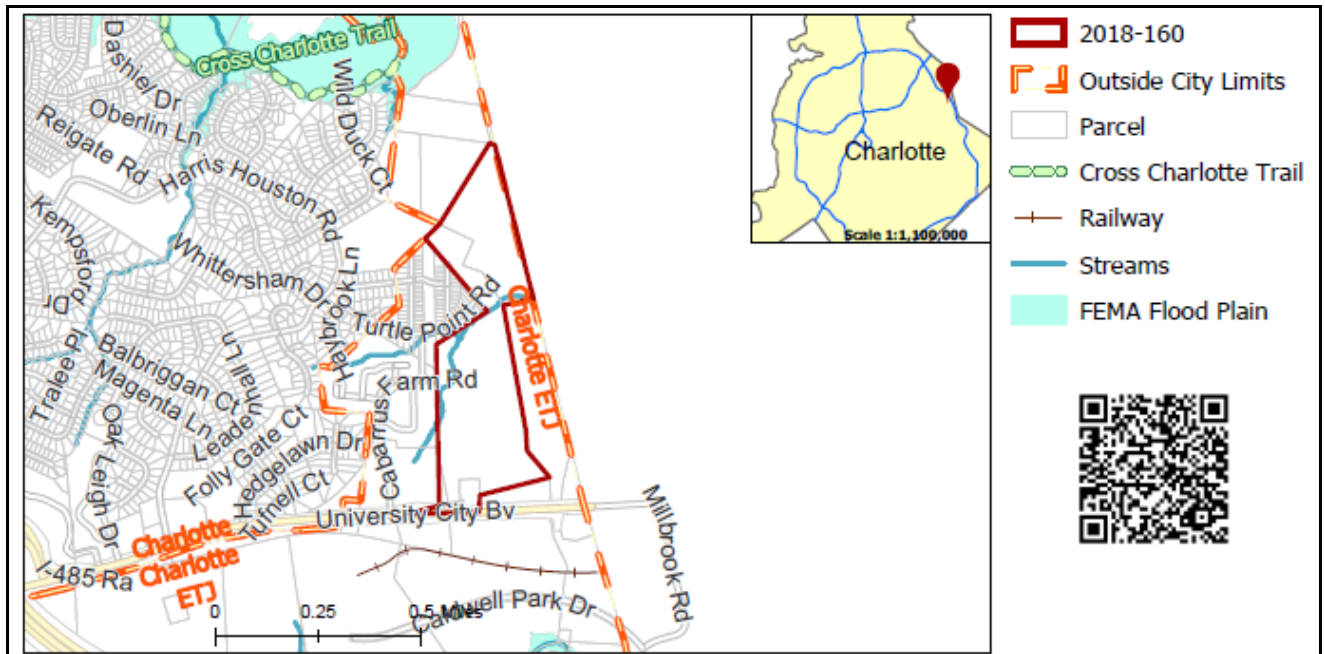 Cross Charlotte Trail
Dashie/Dr
Wild Duck Ct
Oberlin Ln
Reigate Rd
Harris Houston Rd
Kempsford
Dr
Whittersham Dr
Haybrook Ln
Turtle Point Rd
Charlotte ETJ
Tralee Pl
Balbriggan Ct
Magenta Ln
Leade
nhall Ln
Farm Rd
Cabarrus
Oak Leigh Dr
Folly Gate Ct
Hedgelawn Dr
Tufnell Ct
University City Bv
Millbrook Rd
Charlotte
Charlotte
ETJ
I-485 Ra
0 0.25 0.5 Miles
Caldwell Park Dr
Charlotte
Scale 1:1,100,000
2018-160
Outside City Limits
Parcel
Cross Charlotte Trail
Railway
Streams
FEMA Flood Plain